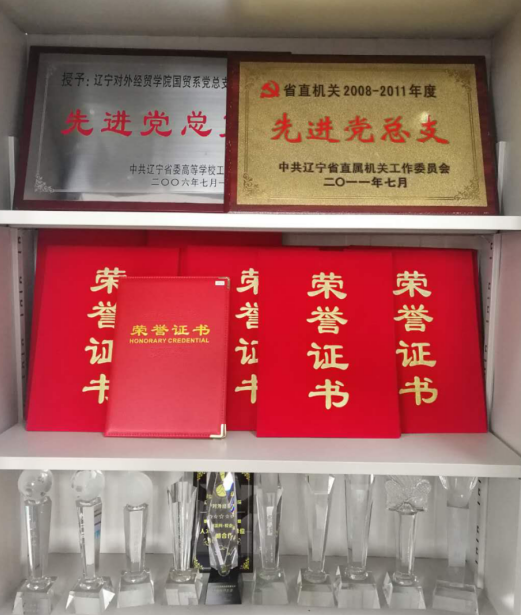 授予:辽宁对外经贸学院国贸系党总支
先进党总
中共辽宁省委高等学校工
二〇〇六年七月一
省直机关2008-2011年度
先进党总支
中共辽宁省直属机关工作委员会
二〇一一年七月
荣誉证书
荣誉证书
HONORARY CREDENTIAL
荣誉证书
荣誉证书
荣誉证书